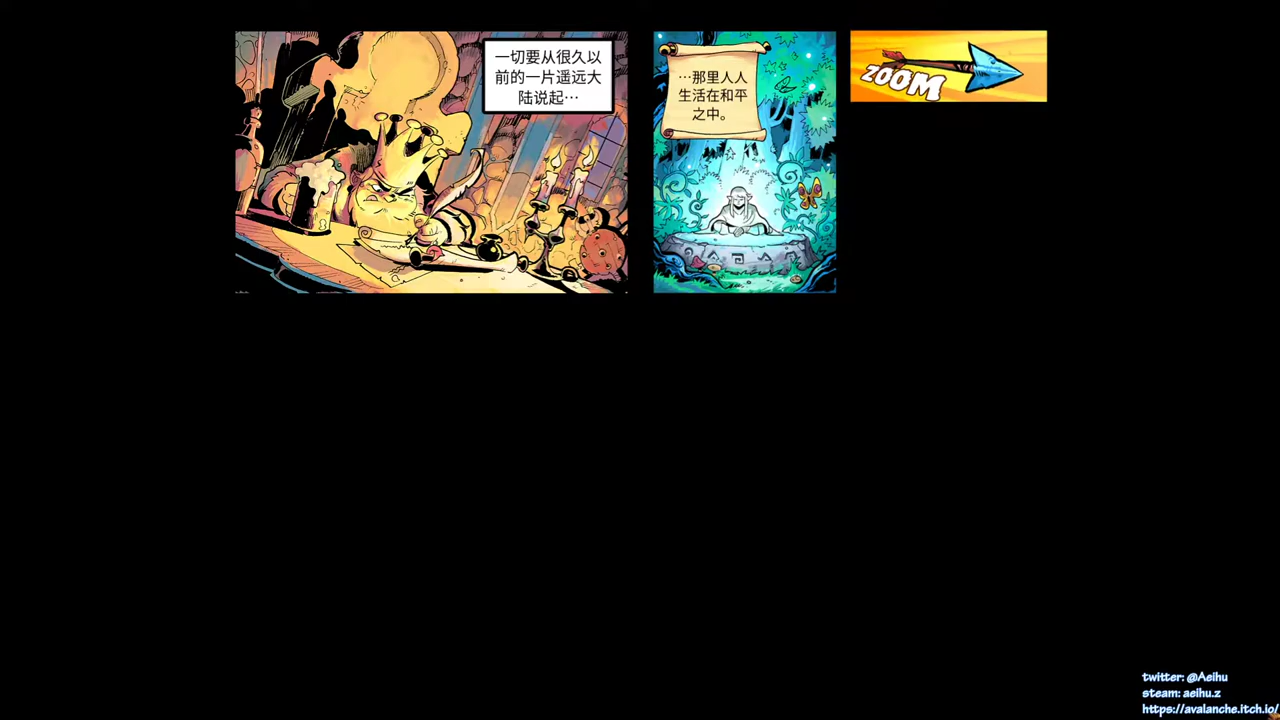 一切要从很久以
前的一片遥远大
陆说起…
…那里人人
生活在和平
之中。
ZOOM
twitter: @Aeihu
steam: aeihu.z
https://avalanche.itch.io/